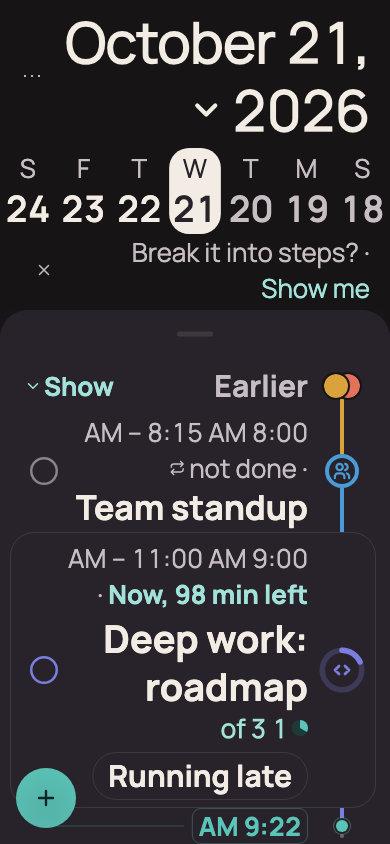 October 21,
2026
...
S F T W T M S
24 23 22 21 20 19 18
Break it into steps? ·
Show me
×
Earlier
Show
AM – 8:15 AM 8:00
not done ·
Team standup
AM – 11:00 AM 9:00
· Now, 98 min left
Deep work:
roadmap
of 3 1
Running late
+
AM 9:22